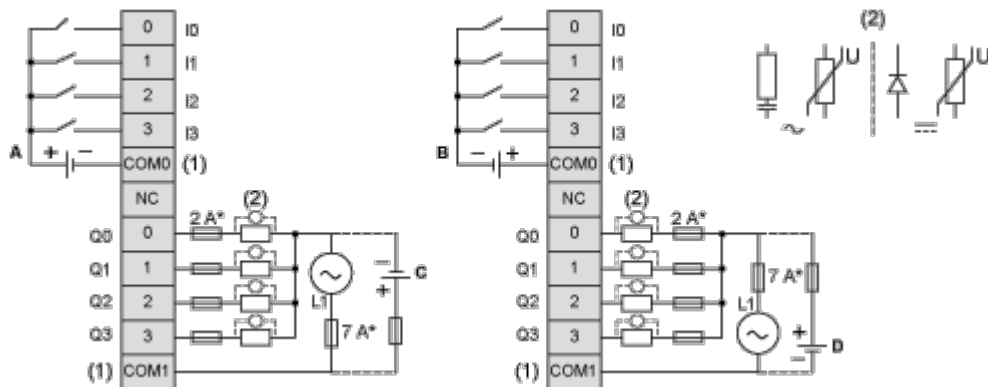 0 I0
1 I1
2 I2
3 I3
A + - COM0 (1)
NC
(2)
2 A*
Q0 0
Q1 1
Q2 2
Q3 3
L1
7 A*
- C
+
(1) COM1
0 I0
1 I1
2 I2
3 I3
B - + COM0 (1)
NC
(2)
2 A*
Q0 0
Q1 1
Q2 2
Q3 3
7 A*
L1
+ D
-
(1) COM1
(2)
U U